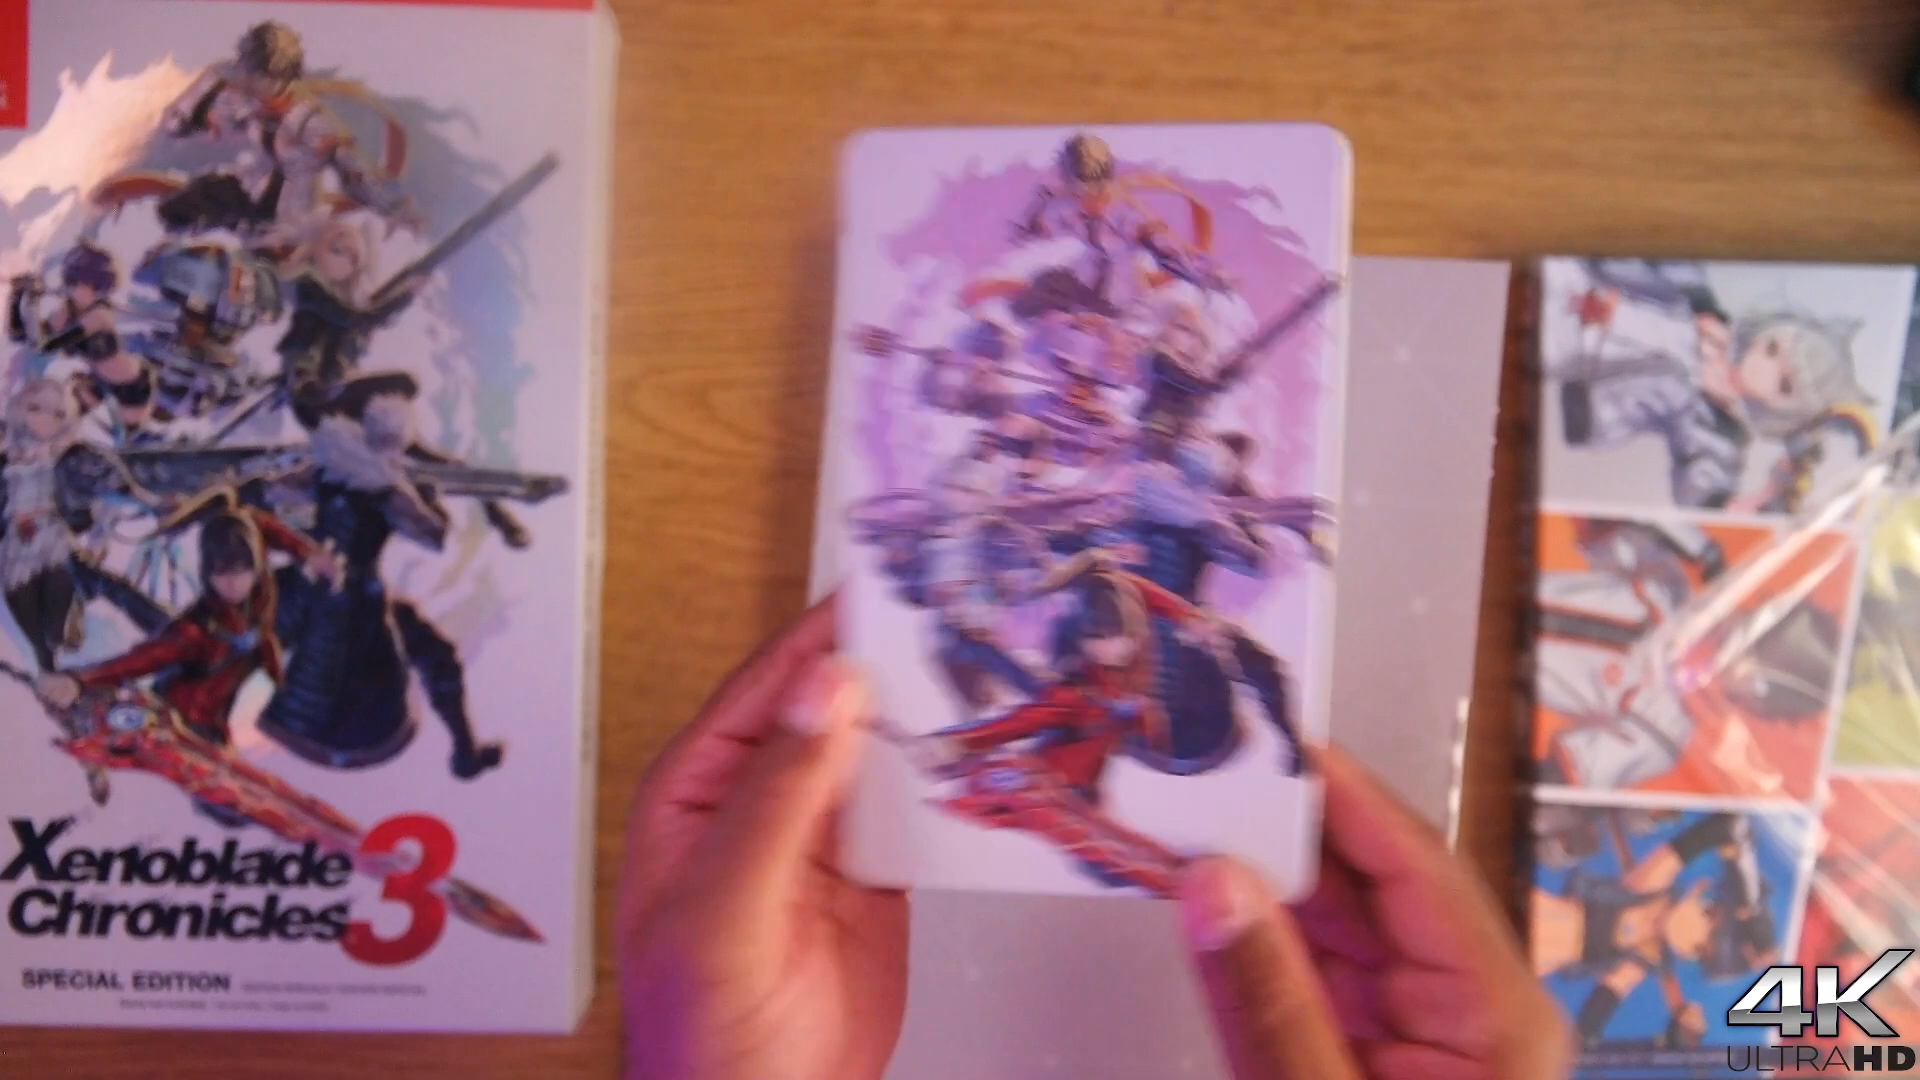 Xenoblade
Chronicles 3
SPECIAL EDITION
4K
ULTRAHD